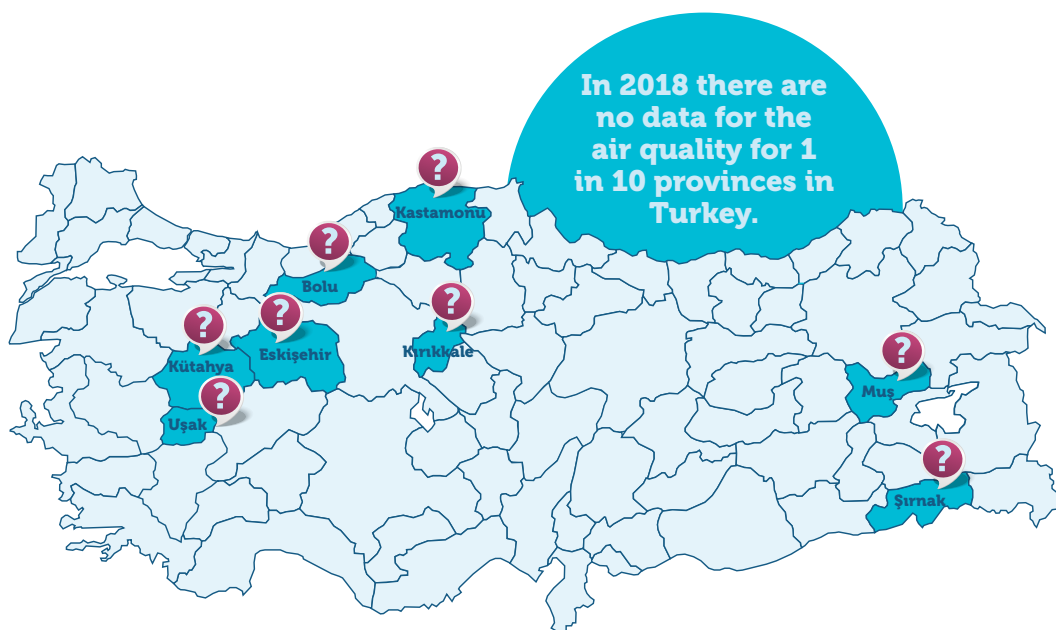 In 2018 there are
no data for the
air quality for 1
in 10 provinces in
Turkey.
?
Kastamonu
?
Bolu
?
Eskişehir
?
Kırıkkale
?
Kütahya
?
Uşak
?
Muş
?
Şırnak